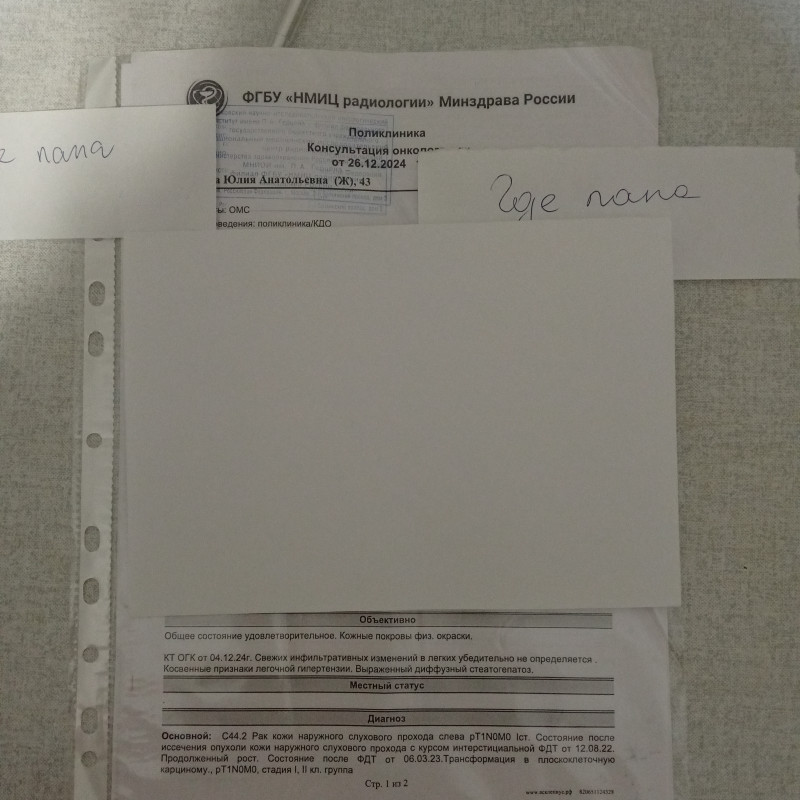 ФГБУ «НМИЦ радиологии» Минздрава России
Поликлиника
Консультация
от 26.12.2024
папа
Юлия Анатольевна (Ж), 43
Где папа
ОМС
поликлиника/КДО
Объективно
Общее состояние удовлетворительное. Кожные покровы физ. окраски,
КТ ОГК от 04.12.24г. Свежих инфильтративных изменений в легких убедительно не определяется .
Косвенные признаки легочной гипертензии. Выраженный диффузный стеатогепатоз.
Местный статус
Диагноз
Основной: С44.2 Рак кожи наружного слухового прохода слева рТ1N0M0 Iст. Состояние после
иссечения опухоли кожи наружного слухового прохода с курсом интерстициальной ФДТ от 12.08.22.
Продолженный рост. Состояние после ФДТ от 06.03.23.Трансформация в плоскоклеточную
карциному., рТ1N0M0, стадия I, II кл. группа
Стр. 1 из 2